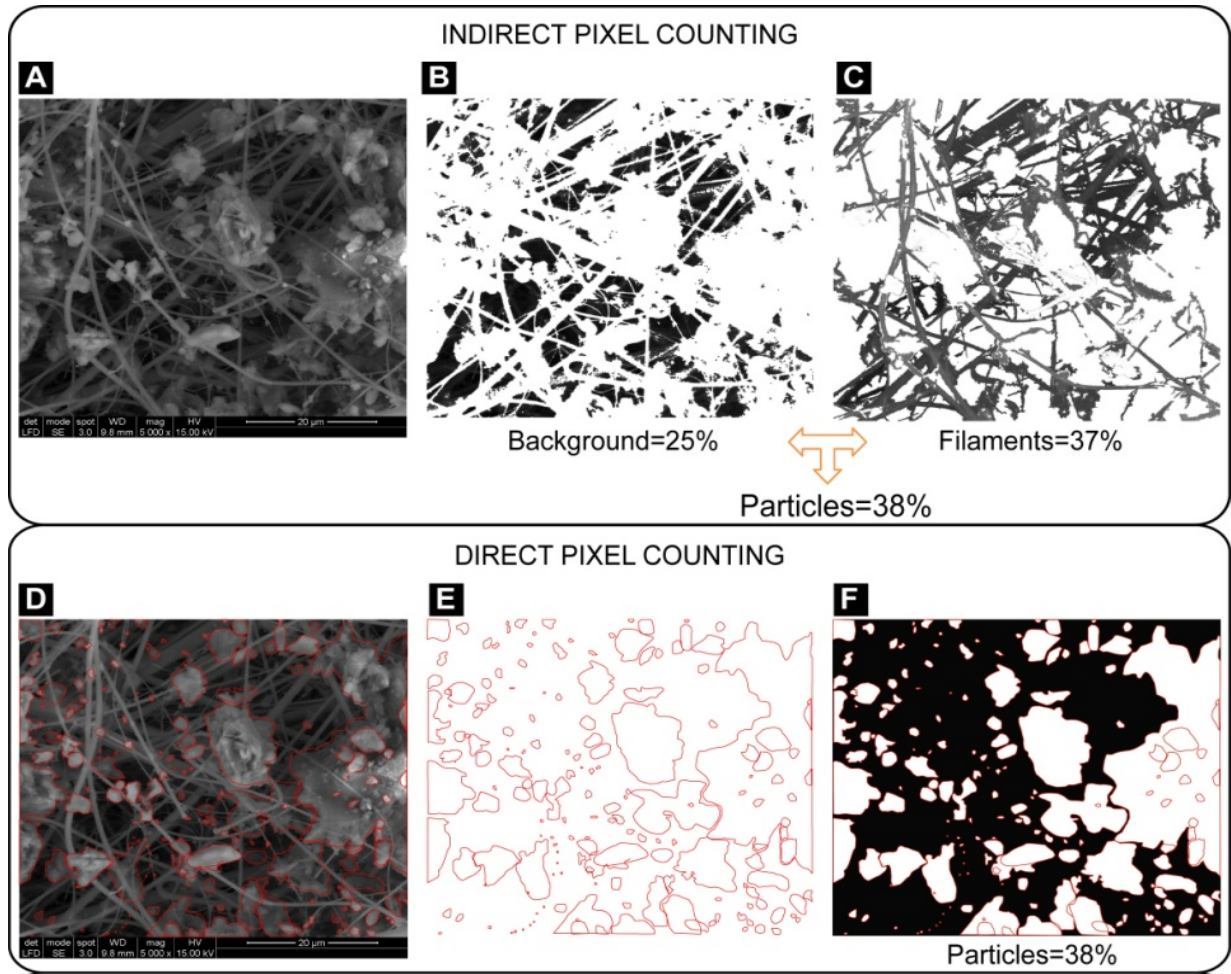 INDIRECT PIXEL COUNTING
A
B
C
det mode spot WD mag HV
LFD SE 3.0 9.8 mm 5 000 x 15.00 kV 20 µm
Background=25%
Filaments=37%
Particles=38%
DIRECT PIXEL COUNTING
D
E
F
det mode spot WD mag HV
LFD SE 3.0 9.8 mm 5 000 x 15.00 kV 20 µm
Particles=38%